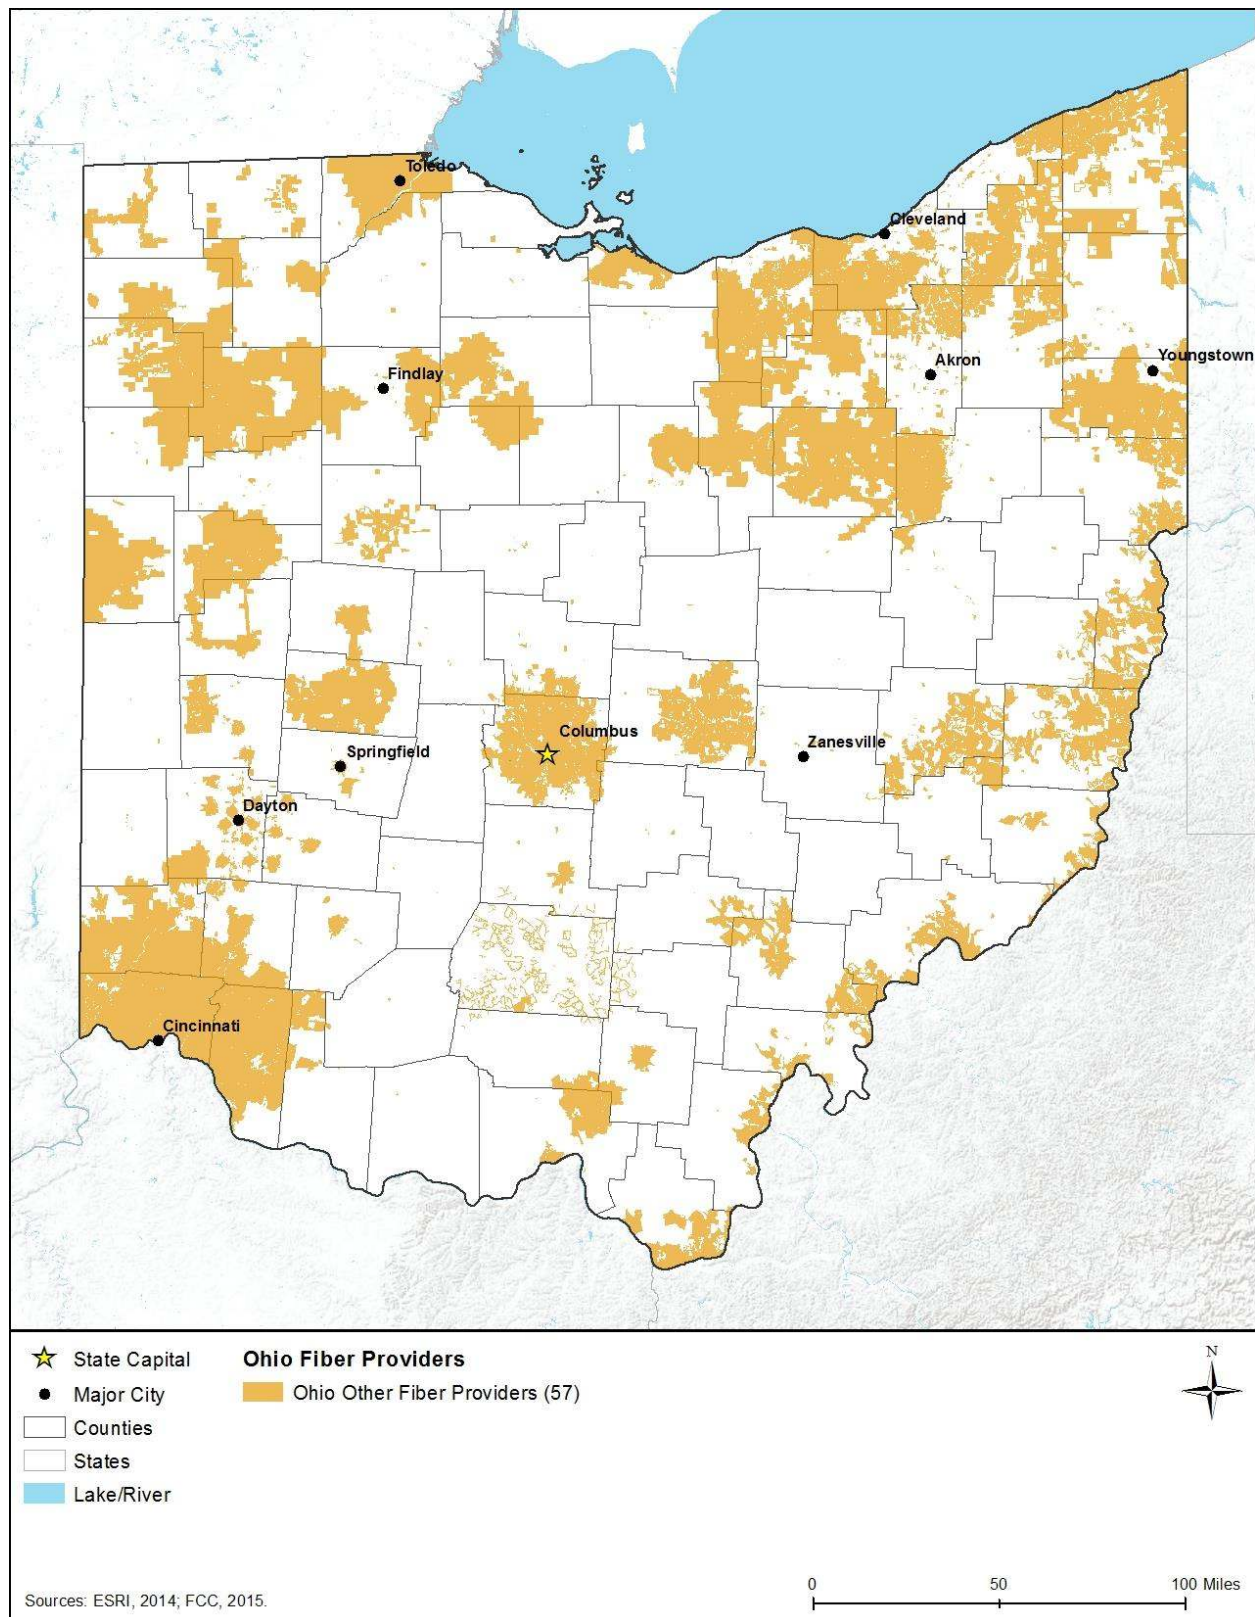 Toledo
Cleveland
Findlay
Akron
Youngstown
Columbus
Springfield
Zanesville
Dayton
Cincinnati
State Capital
Major City
Counties
States
Lake/River
Ohio Fiber Providers
Ohio Other Fiber Providers (57)
N
0 50 100 Miles
Sources: ESRI, 2014; FCC, 2015.